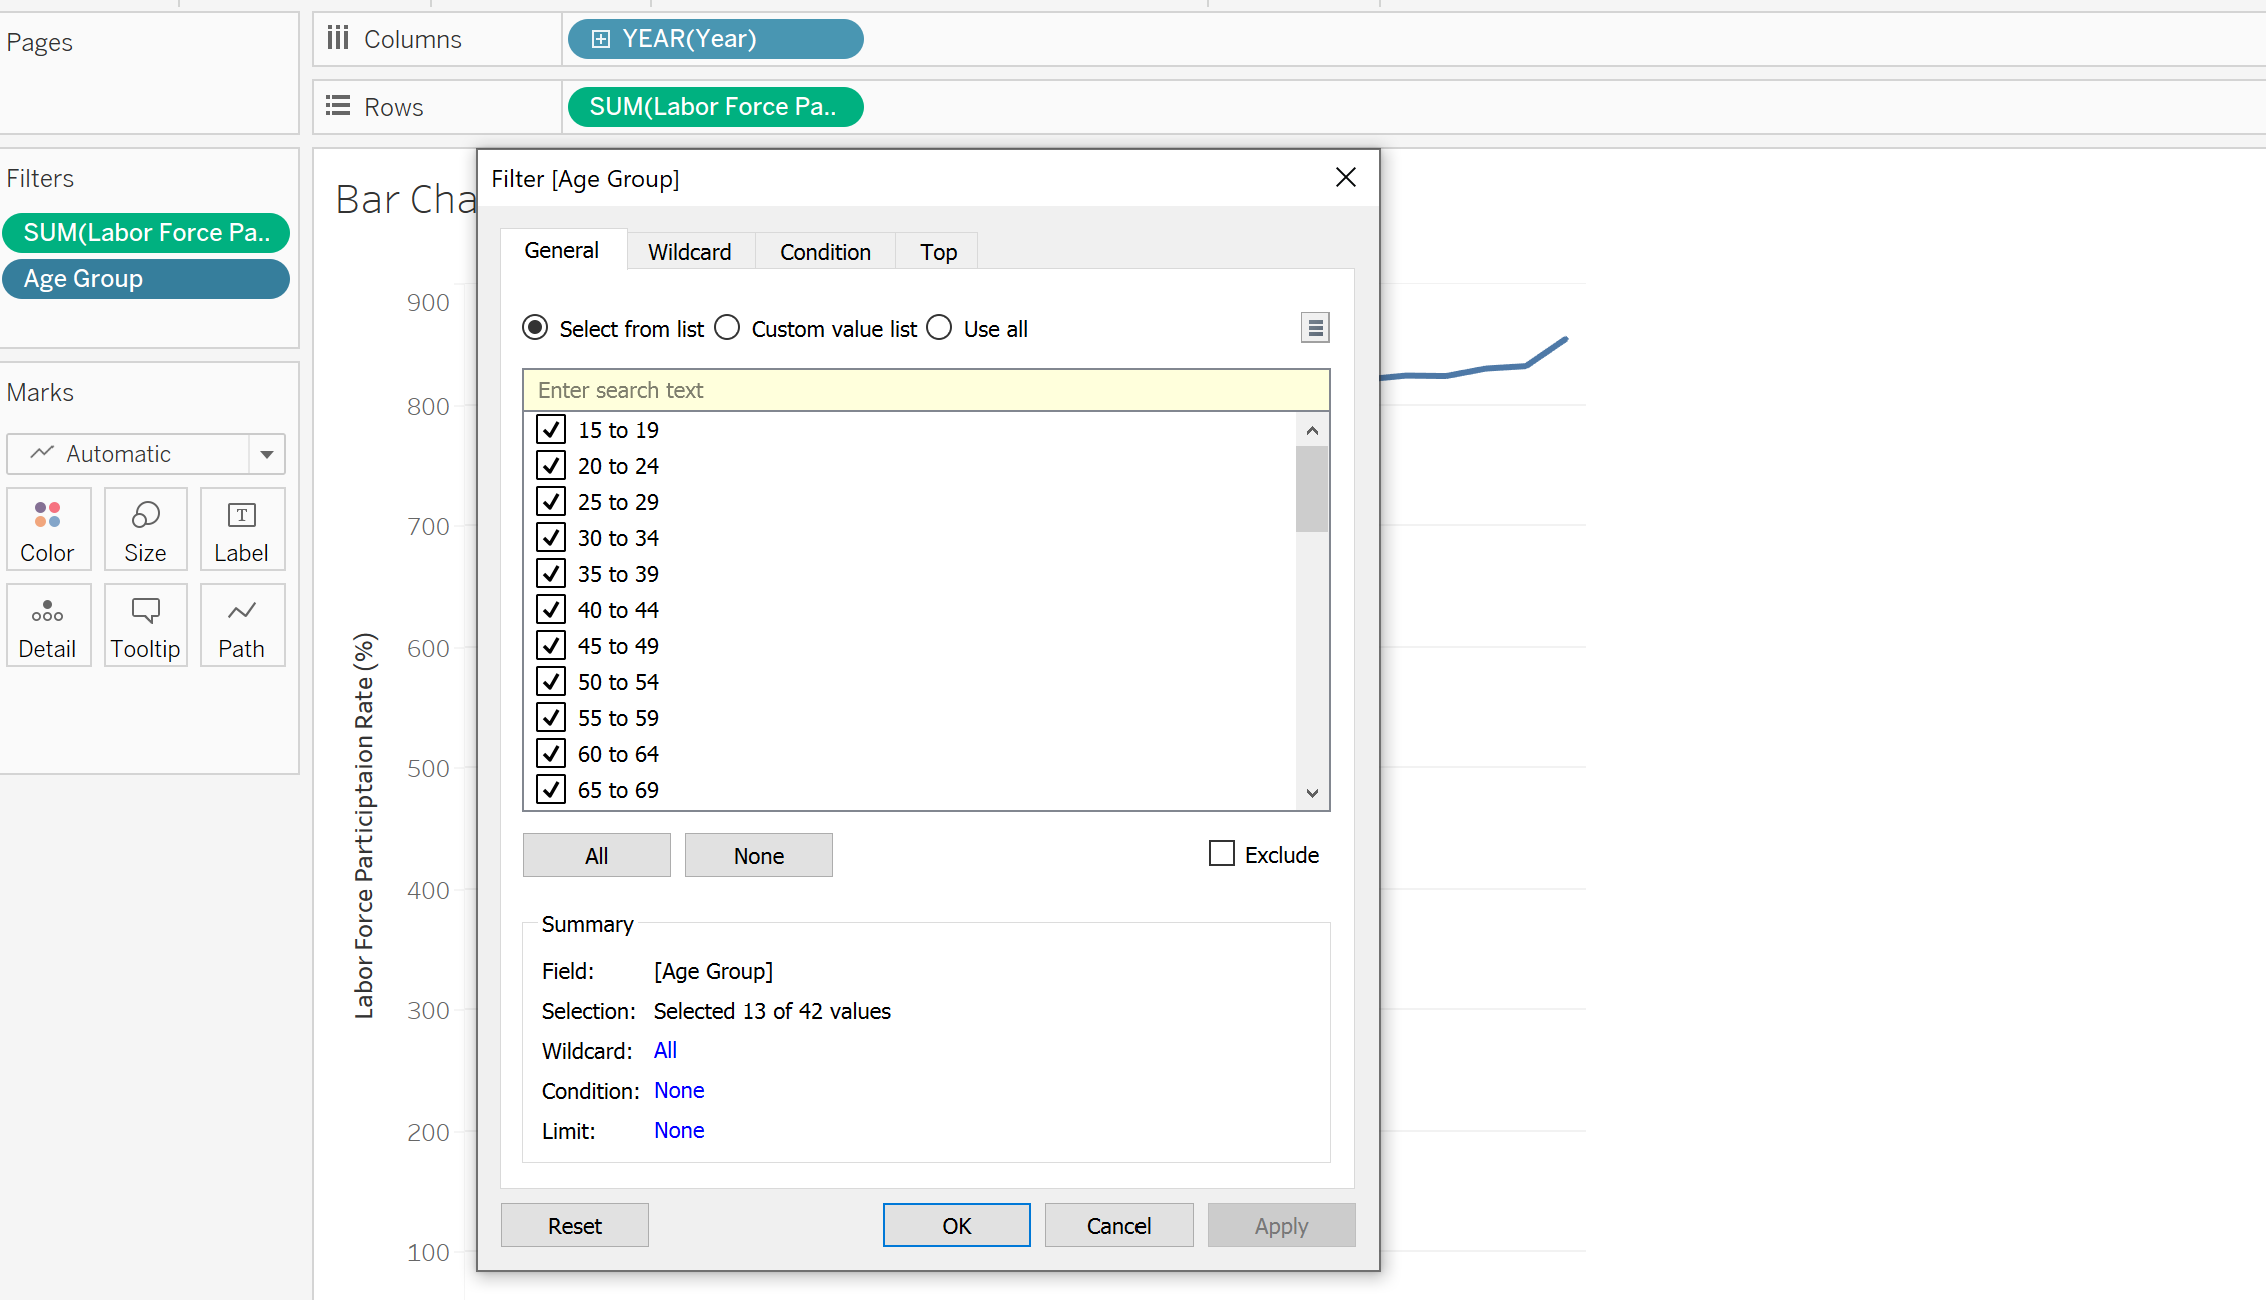 Pages
Columns
YEAR(Year)
Rows
SUM(Labor Force Pa..
Filters
SUM(Labor Force Pa..
Age Group
Marks
Automatic
Color
Size
T
Label
Detail
Tooltip
Path
Bar Cha
Labor Force Participtaion Rate (%)
900
800
700
600
500
400
300
200
100
Filter [Age Group]
General
Wildcard
Condition
Top
Select from list
Custom value list
Use all
Enter search text
15 to 19
20 to 24
25 to 29
30 to 34
35 to 39
40 to 44
45 to 49
50 to 54
55 to 59
60 to 64
65 to 69
All
None
Exclude
Summary
Field: [Age Group]
Selection: Selected 13 of 42 values
Wildcard: All
Condition: None
Limit: None
Reset
OK
Cancel
Apply